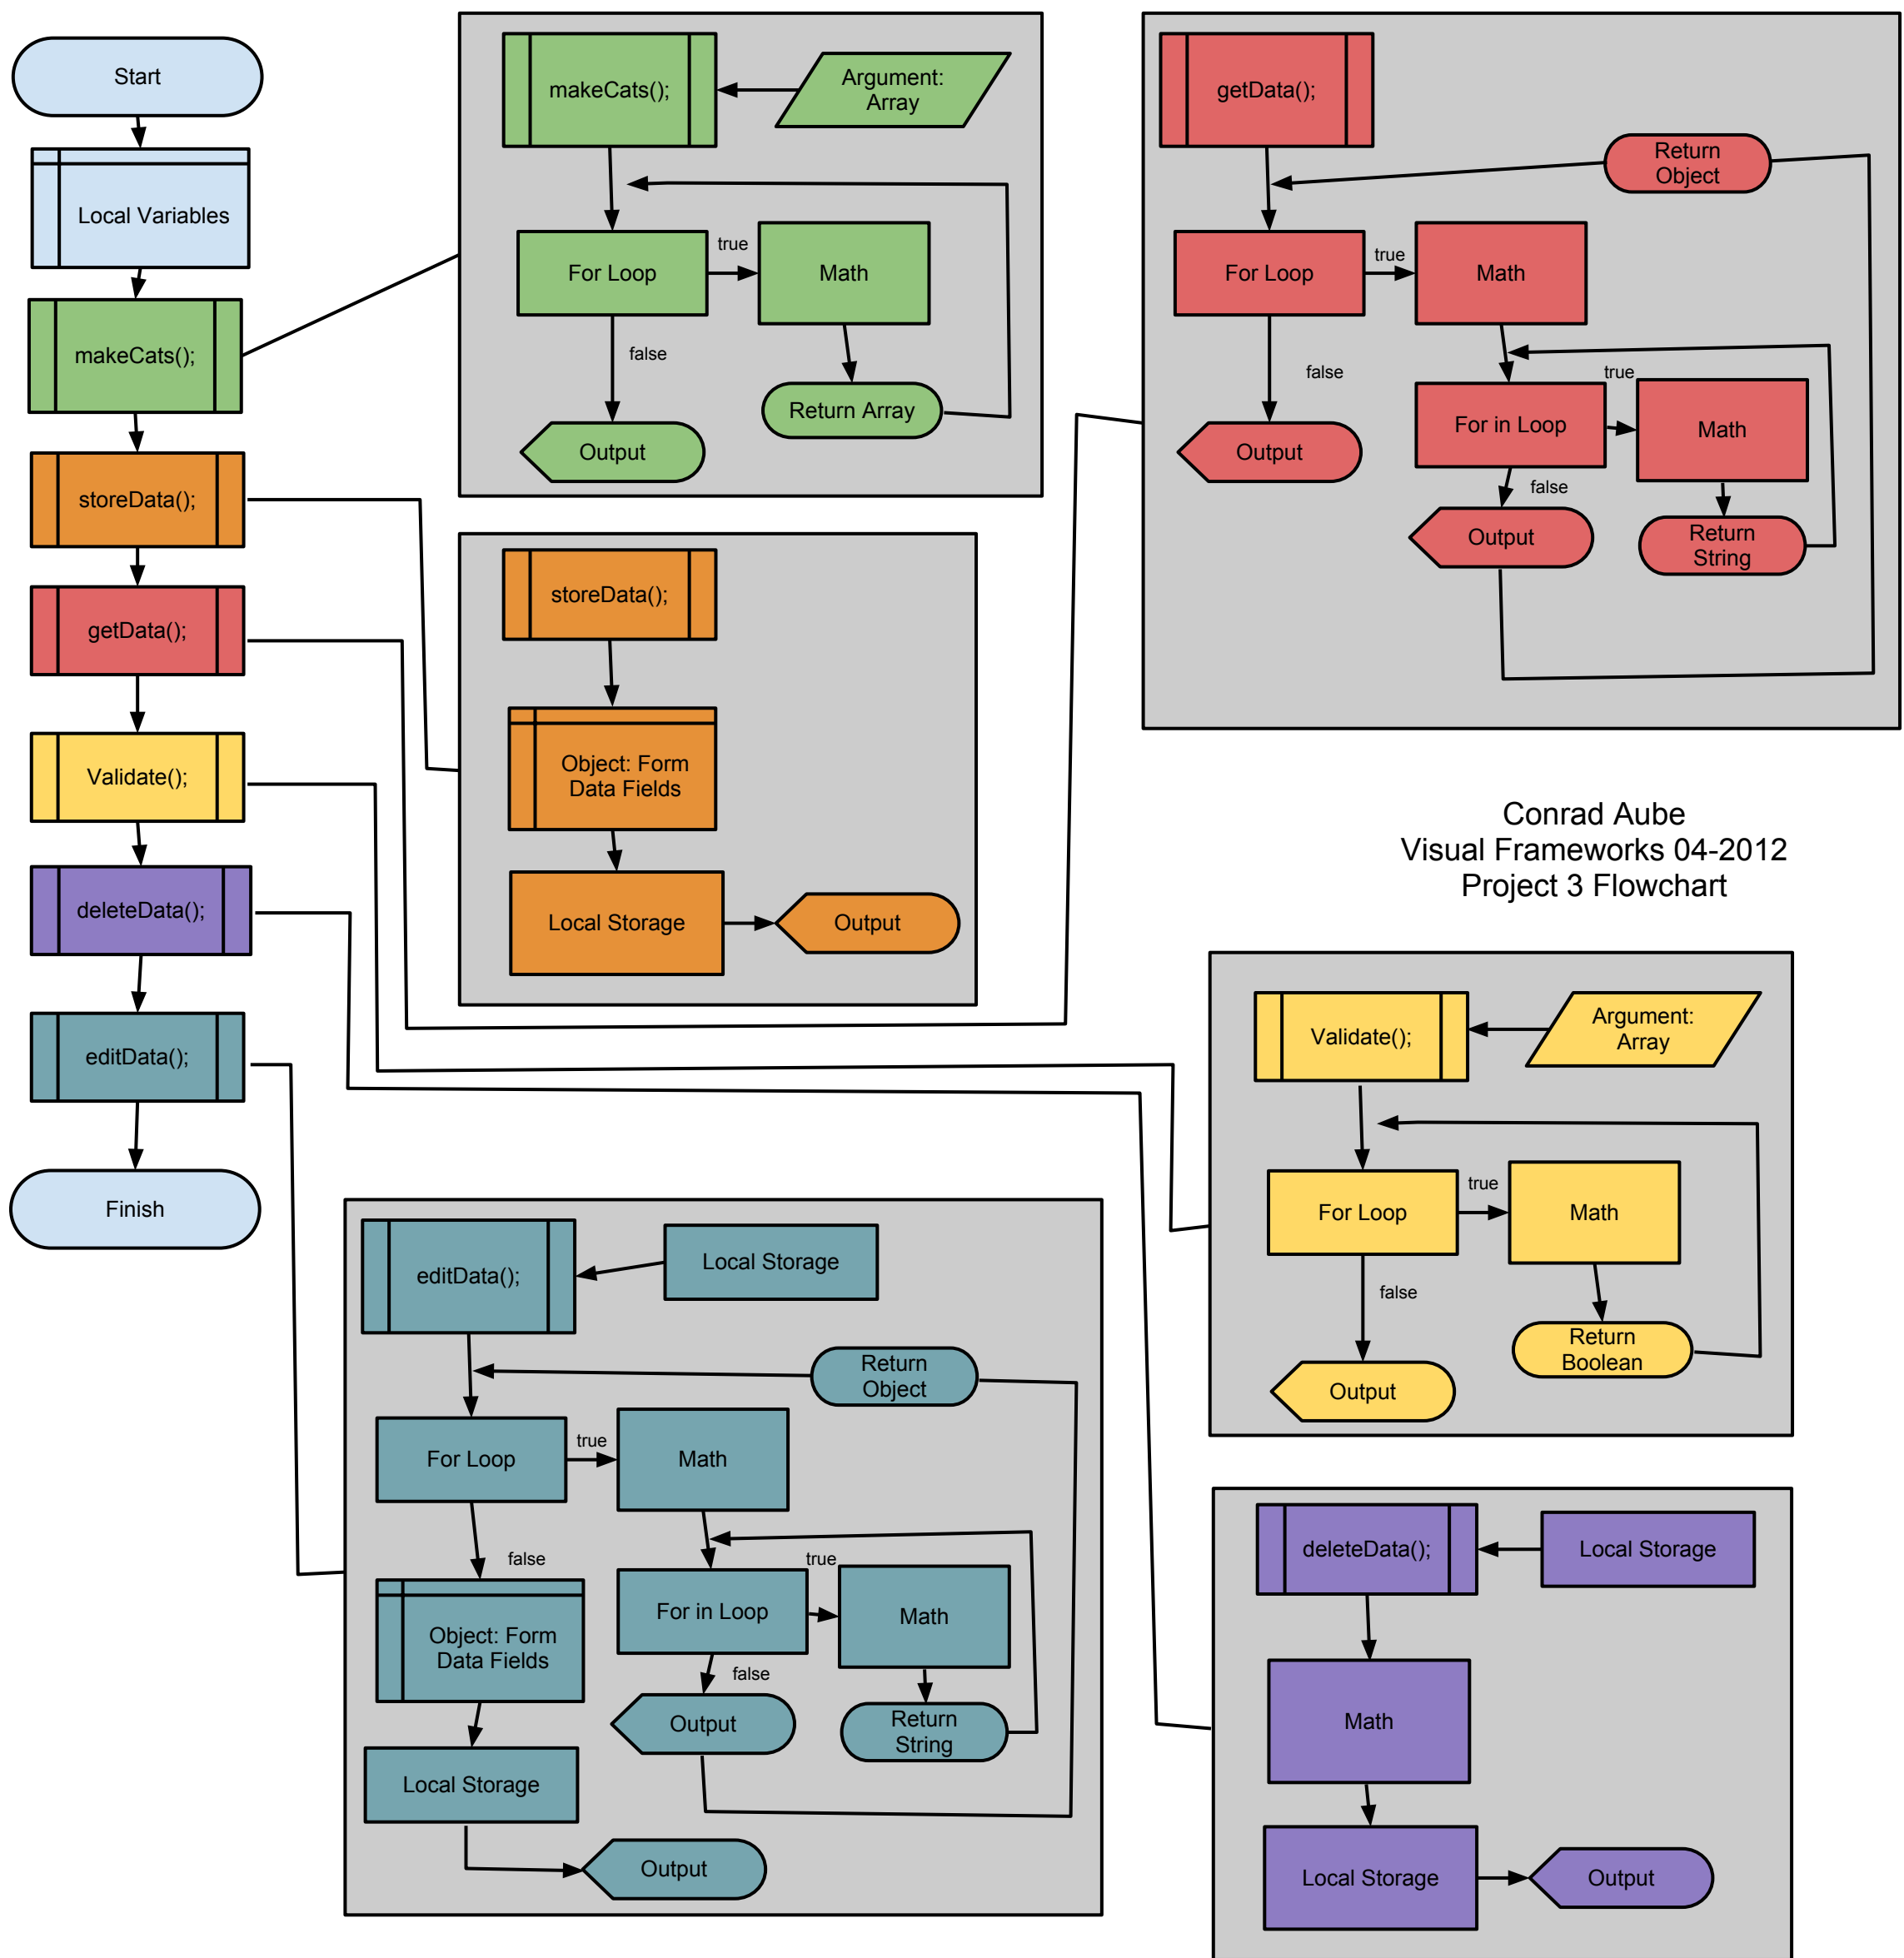 Start
Local Variables
makeCats();
storeData();
getData();
Validate();
deleteData();
editData();
Finish
makeCats();
Argument:
Array
For Loop
true
Math
false
Return Array
Output
storeData();
Object: Form
Data Fields
Local Storage
Output
getData();
Return
Object
For Loop
true
Math
false
Output
For in Loop
true
Math
false
Output
Return
String
Conrad Aube
Visual Frameworks 04-2012
Project 3 Flowchart
Validate();
Argument:
Array
For Loop
true
Math
false
Return
Boolean
Output
editData();
Local Storage
Return
Object
For Loop
true
Math
false
Object: Form
Data Fields
For in Loop
true
Math
false
Output
Return
String
Local Storage
Output
deleteData();
Local Storage
Math
Local Storage
Output